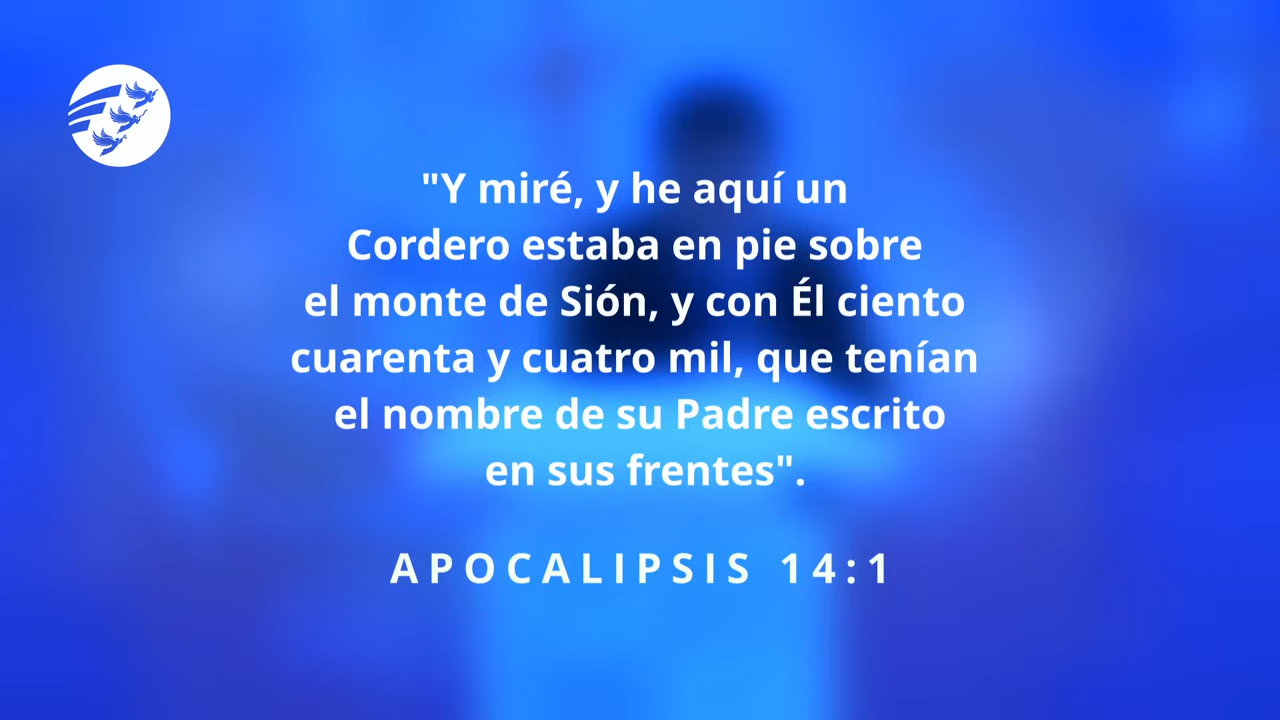 "Y miré, y he aquí un
Cordero estaba en pie sobre
el monte de Sión, y con Él ciento
cuarenta y cuatro mil, que tenían
el nombre de su Padre escrito
en sus frentes".
APOCALIPSIS 14:1